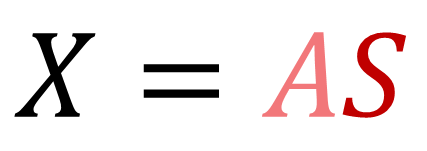 X = AS